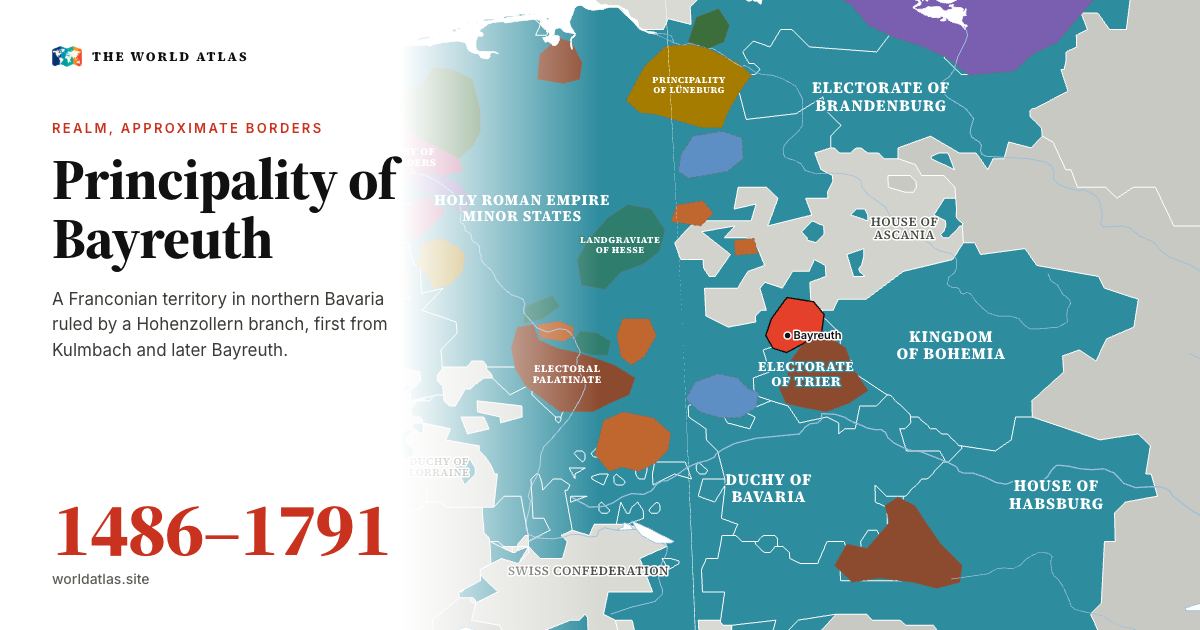 THE WORLD ATLAS
REALM, APPROXIMATE BORDERS
Principality of
Bayreuth
A Franconian territory in northern Bavaria
ruled by a Hohenzollern branch, first from
Kulmbach and later Bayreuth.
1486–1791
worldatlas.site
PRINCIPALITY
OF LÜNEBURG
ELECTORATE OF
BRANDENBURG
HOLY ROMAN EMPIRE
MINOR STATES
LANDGRAVIATE
OF HESSE
HOUSE OF
ASCANIA
Bayreuth
KINGDOM
OF BOHEMIA
ELECTORAL
PALATINATE
ELECTORATE
OF TRIER
DUCHY OF
LORRAINE
DUCHY OF
BAVARIA
HOUSE OF
HABSBURG
SWISS CONFEDERATION